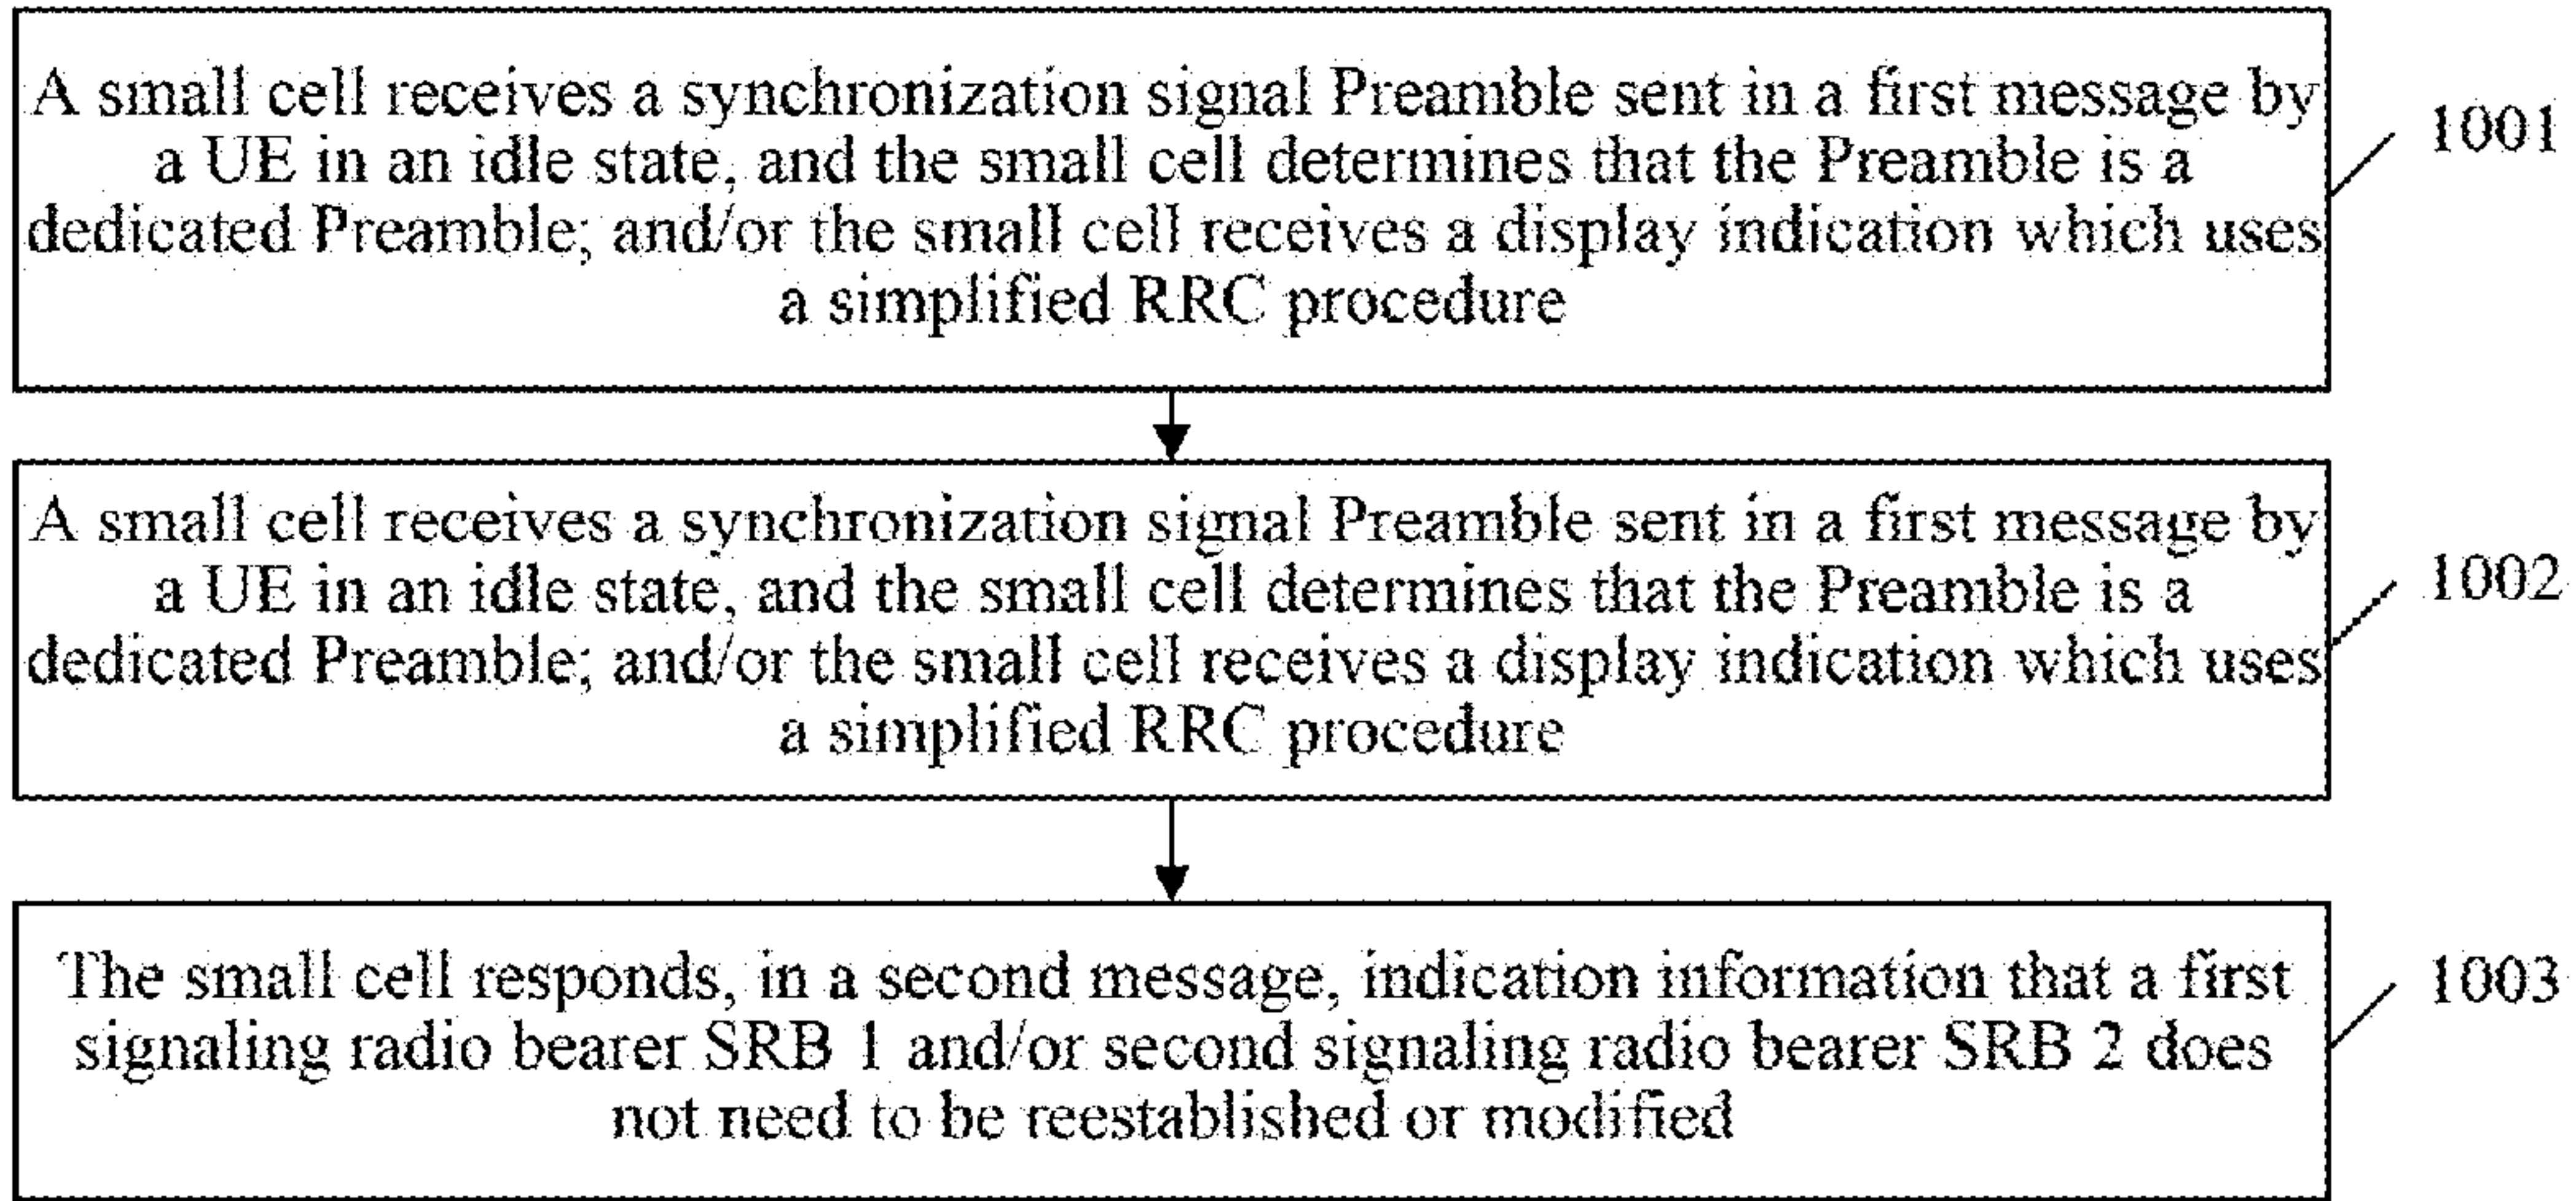 A small cell receives a synchronization signal Preamble sent in a first message by
a UE in an idle state, and the small cell determines that the Preamble is a
dedicated Preamble; and/or the small cell receives a display indication which uses
a simplified RRC procedure
1001
A small cell receives a synchronization signal Preamble sent in a first message by
a UE in an idle state, and the small cell determines that the Preamble is a
dedicated Preamble; and/or the small cell receives a display indication which uses
a simplified RRC procedure
1002
The small cell responds, in a second message, indication information that a first
signaling radio bearer SRB 1 and/or second signaling radio bearer SRB 2 does
not need to be reestablished or modified
1003